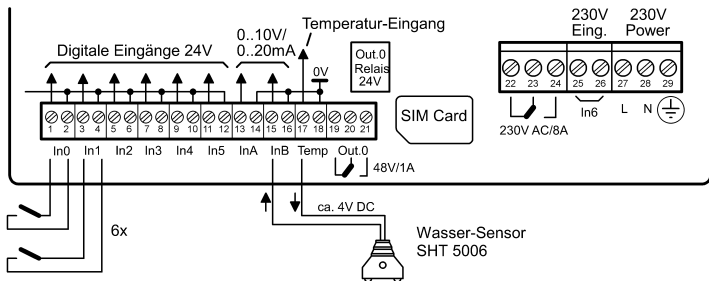 Digitale Eingänge 24V
0..10V/
0..20mA
Temperatur-Eingang
0V
Out.0
Relais
24V
SIM Card
230V
Eing.
230V
Power
1 2 3 4 5 6 7 8 9 10 11 12 13 14 15 16 17 18 19 20 21
In0 In1 In2 In3 In4 In5 InA InB Temp Out.0
48V/1A
22 23 24 25 26 27 28 29
230V AC/8A
In6
L N
6x
ca. 4V DC
Wasser-Sensor
SHT 5006